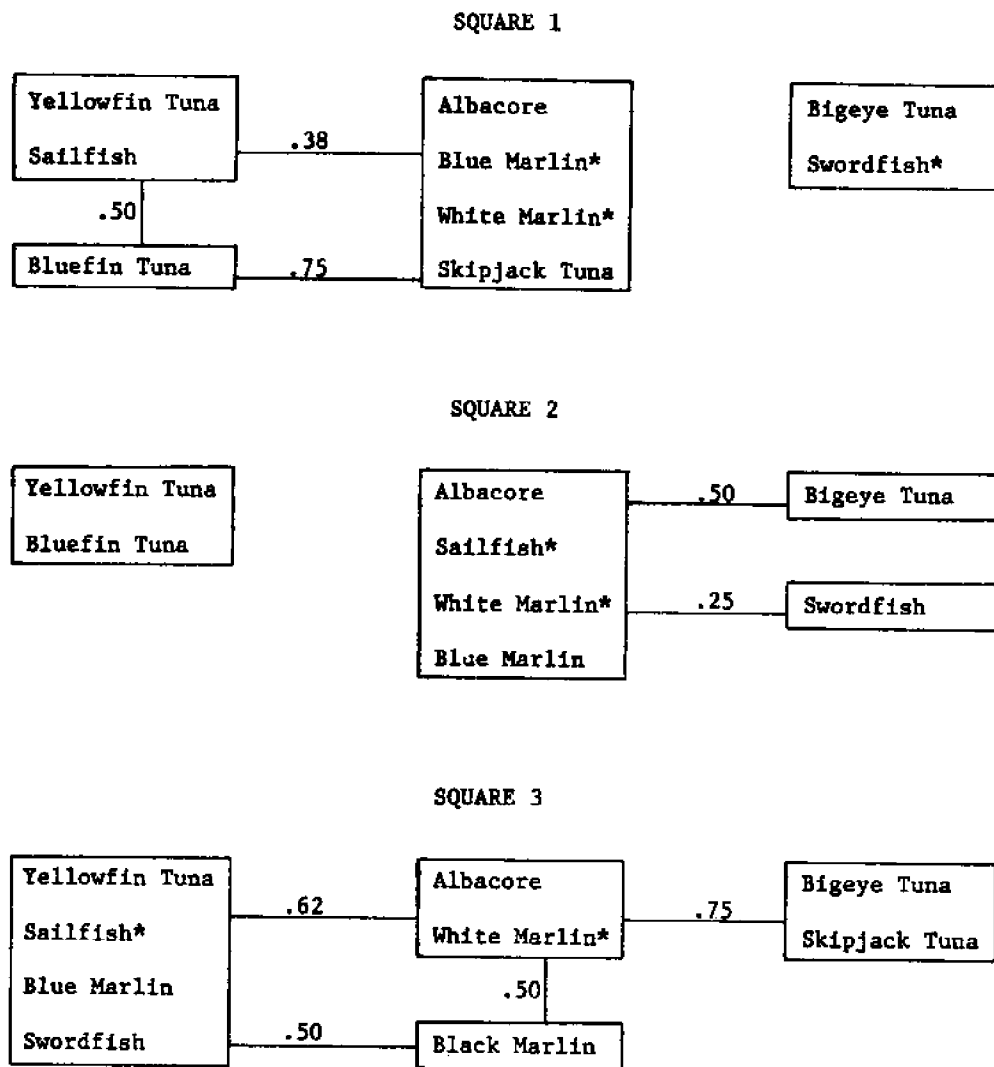 SQUARE 1
Yellowfin Tuna
Sailfish
.38
Albacore
Blue Marlin*
White Marlin*
Skipjack Tuna
Bigeye Tuna
Swordfish*
.50
Bluefin Tuna
.75
SQUARE 2
Yellowfin Tuna
Bluefin Tuna
Albacore
Sailfish*
White Marlin*
Blue Marlin
.50
Bigeye Tuna
.25
Swordfish
SQUARE 3
Yellowfin Tuna
Sailfish*
Blue Marlin
Swordfish
.62
Albacore
White Marlin*
.75
Bigeye Tuna
Skipjack Tuna
.50
.50
Black Marlin